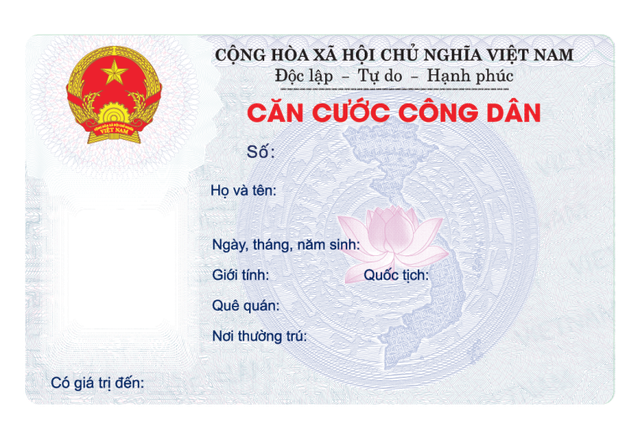 CỘNG HÒA XÃ HỘI CHỦ NGHĨA VIỆT NAM
Độc lập – Tự do – Hạnh phúc
CĂN CƯỚC CÔNG DÂN
Số:
Họ và tên:
Ngày, tháng, năm sinh:
Giới tính: Quốc tịch:
Quê quán:
Nơi thường trú:
Có giá trị đến:
VIỆT NAM